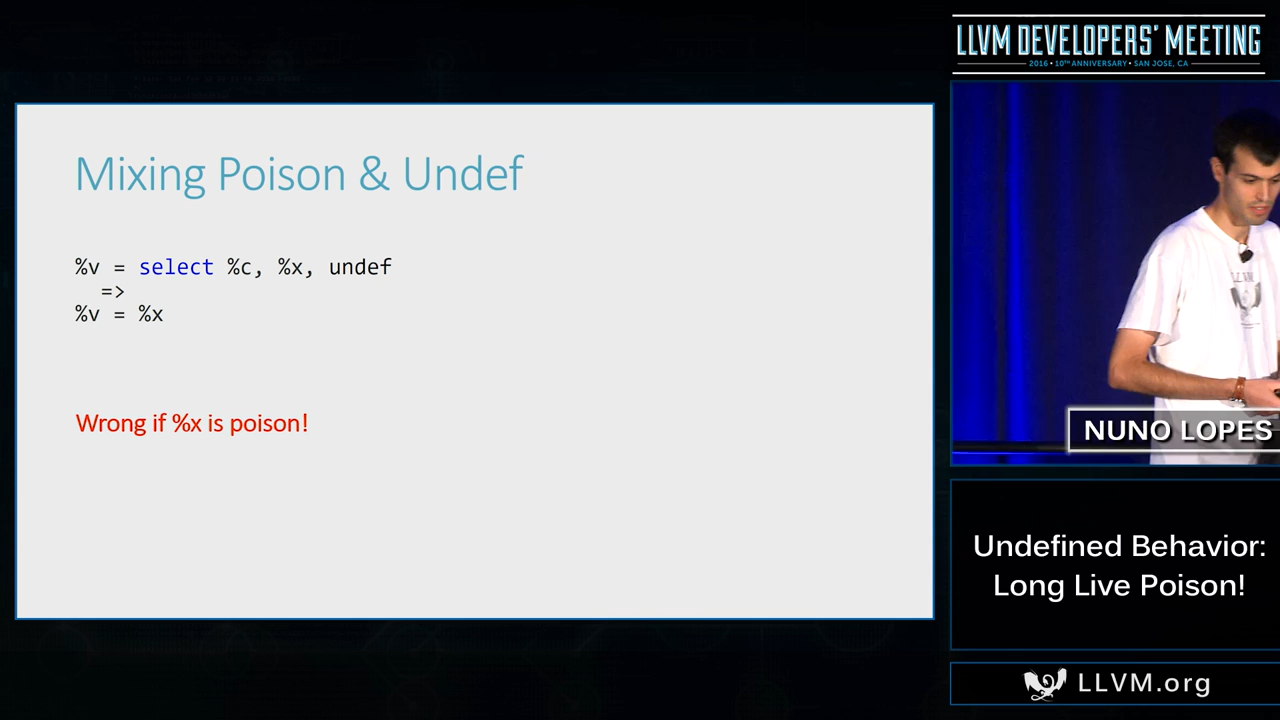 LLVM DEVELOPERS' MEETING
2016 • 10TH ANNIVERSARY • SAN JOSE, CA
Mixing Poison & Undef
%v = select %c, %x, undef
=>
%v = %x
Wrong if %x is poison!
LLVM
NUNO LOPES
Undefined Behavior:
Long Live Poison!
LLVM.org